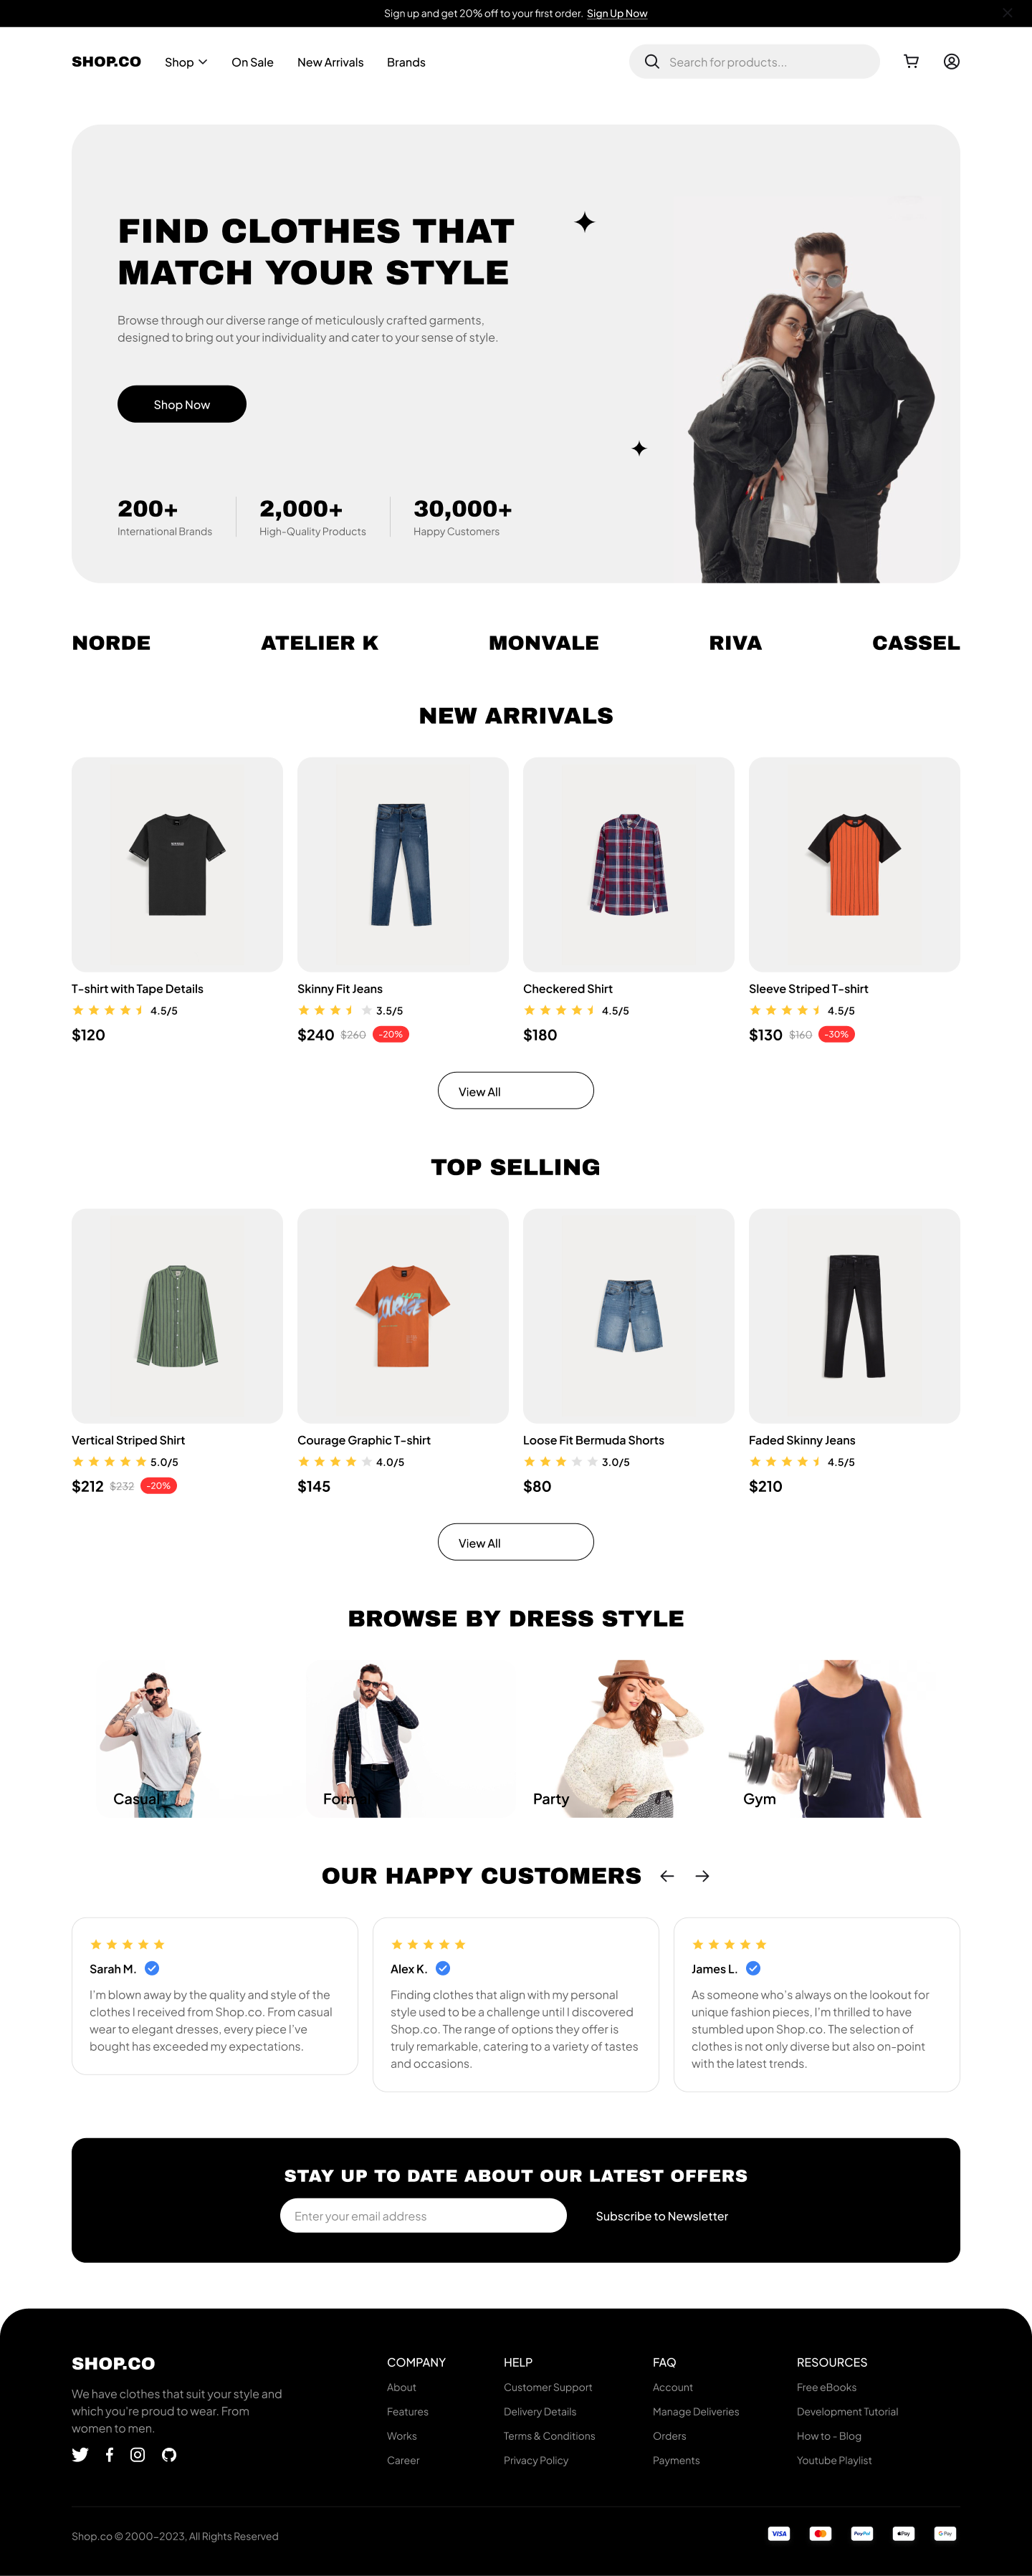 Sign up and get 20% off to your first order. Sign Up Now
SHOP.CO
Shop
On Sale
New Arrivals
Brands
Search for products...
FIND CLOTHES THAT
MATCH YOUR STYLE
Browse through our diverse range of meticulously crafted garments,
designed to bring out your individuality and cater to your sense of style.
Shop Now
200+
International Brands
2,000+
High-Quality Products
30,000+
Happy Customers
NORDE
ATELIER K
MONVALE
RIVA
CASSEL
NEW ARRIVALS
T-shirt with Tape Details
4.5/5
$120
Skinny Fit Jeans
3.5/5
$240 $260 -20%
Checkered Shirt
4.5/5
$180
Sleeve Striped T-shirt
4.5/5
$130 $160 -30%
View All
TOP SELLING
COURAGE
Vertical Striped Shirt
5.0/5
$212 $232 -20%
Courage Graphic T-shirt
4.0/5
$145
Loose Fit Bermuda Shorts
3.0/5
$80
Faded Skinny Jeans
4.5/5
$210
View All
BROWSE BY DRESS STYLE
Casual
Formal
Party
Gym
OUR HAPPY CUSTOMERS
Sarah M.
I'm blown away by the quality and style of the
clothes I received from Shop.co. From casual
wear to elegant dresses, every piece I've
bought has exceeded my expectations.
Alex K.
Finding clothes that align with my personal
style used to be a challenge until I discovered
Shop.co. The range of options they offer is
truly remarkable, catering to a variety of tastes
and occasions.
James L.
As someone who's always on the lookout for
unique fashion pieces, I'm thrilled to have
stumbled upon Shop.co. The selection of
clothes is not only diverse but also on-point
with the latest trends.
STAY UP TO DATE ABOUT OUR LATEST OFFERS
Enter your email address
Subscribe to Newsletter
SHOP.CO
We have clothes that suit your style and
which you're proud to wear. From
women to men.
COMPANY
About
Features
Works
Career
HELP
Customer Support
Delivery Details
Terms & Conditions
Privacy Policy
FAQ
Account
Manage Deliveries
Orders
Payments
RESOURCES
Free eBooks
Development Tutorial
How to - Blog
Youtube Playlist
Shop.co © 2000-2023, All Rights Reserved
VISA
PayPal
Pay
G Pay